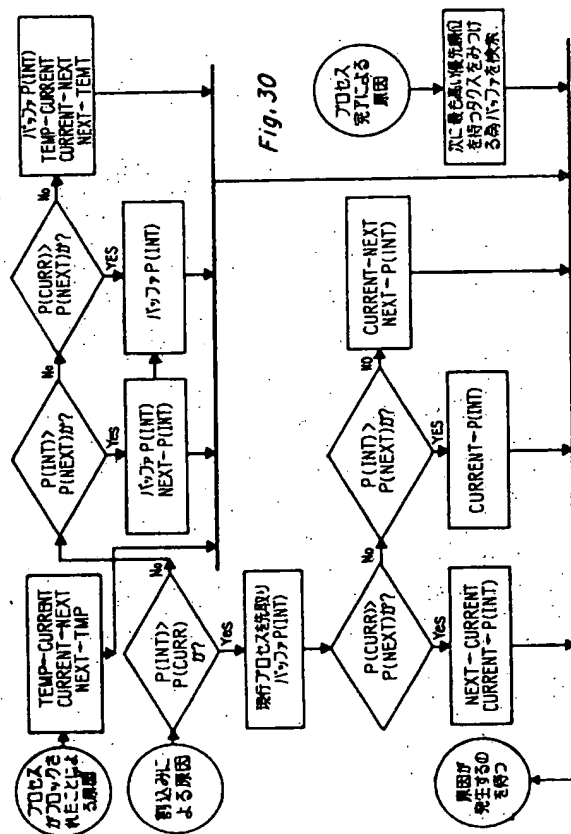 プロセス
がブロックさ
れたことによ
る原因
TEMP-CURRENT
CURRENT-NEXT
NEXT-TMP
割込みに
よる原因
P(INT)>
P(CURR)
か?
No
Yes
P(INT)>
P(NEXT)か?
No
Yes
バッファP(INT)
NEXT-P(INT)
P(CURR)>
P(NEXT)か?
No
YES
バッファP(INT)
バッファP(INT)
TEMP-CURRENT
CURRENT-NEXT
NEXT-TEMT
現行プロセスを先取り
バッファP(INT)
P(CURR)>
P(NEXT)か?
No
Yes
NEXT-CURRENT
CURRENT-P(INT)
P(INT)>
P(NEXT)か?
NO
YES
CURRENT-P(INT)
CURRENT-NEXT
NEXT-P(INT)
Fig. 30
プロセス
完了による
原因
次に最も高い優先順位
を持つタクスをみつけ
る為バッファを検索.
原因が
発生するの
を待つ